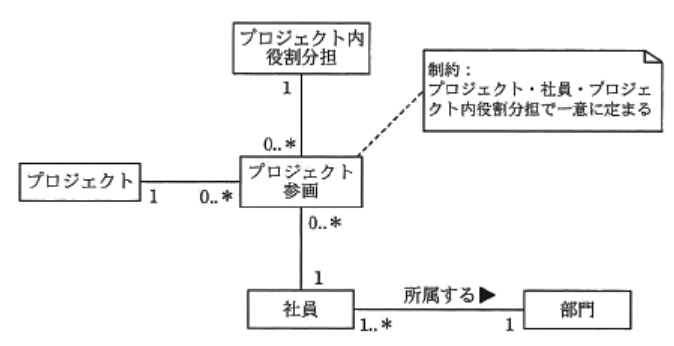 プロジェクト内
役割分担
1
制約：
プロジェクト・社員・プロジェ
クト内役割分担で一意に定まる
0..*
プロジェクト
1
0..*
プロジェクト
参画
0..*
1
社員
1..*
所属する▶
1
部門